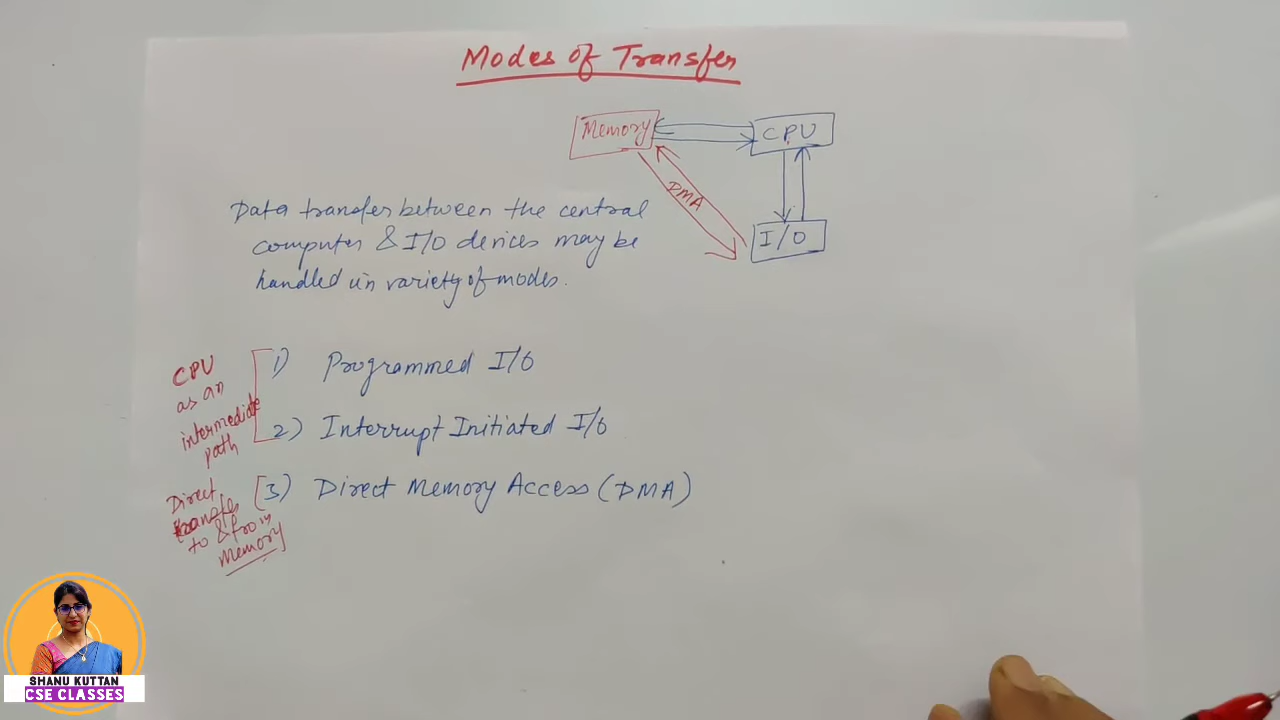 Modes of Transfer
Memory
CPU
DMA
I/O
Data transfer between the central
computer & I/O devices may be
handled in variety of modes.
CPU
as an
intermediate
path
1) Programmed I/O
2) Interrupt Initiated I/O
3) Direct Memory Access (DMA)
Direct
transfer
to & from
Memory
SHANU KUTTAN
CSE CLASSES